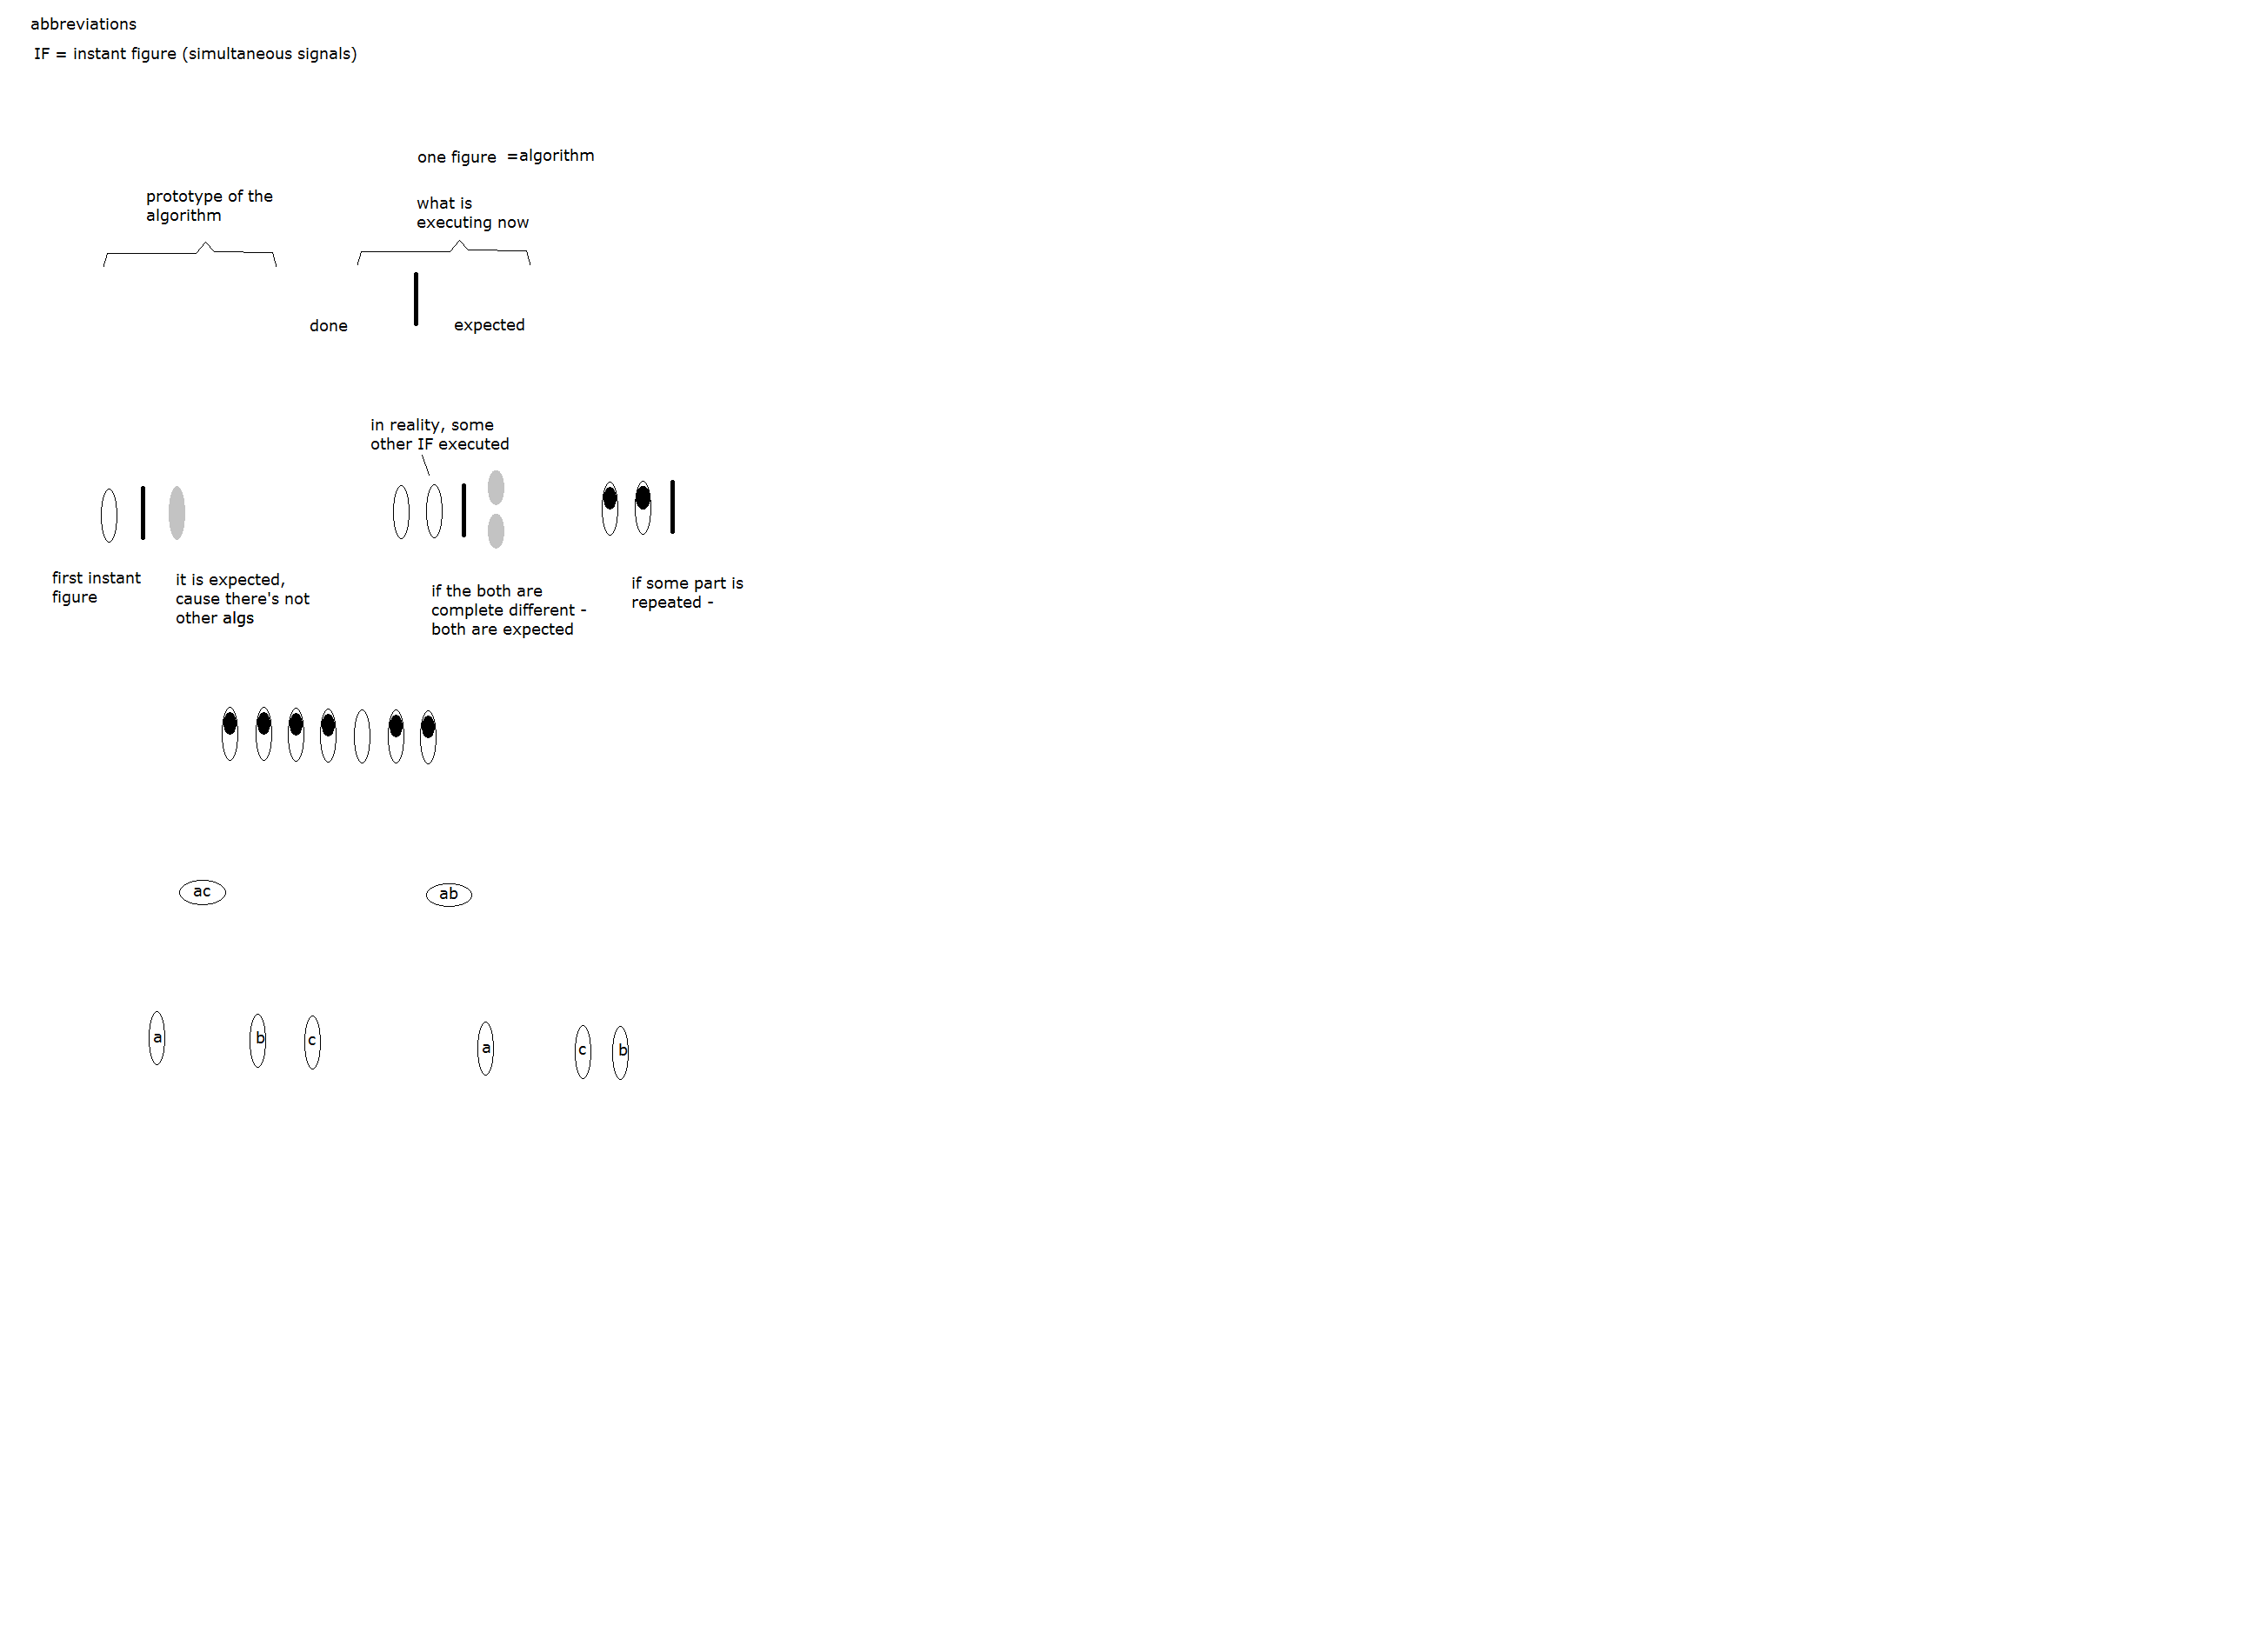 abbreviations
IF = instant figure (simultaneous signals)
one figure =algorithm
prototype of the
algorithm
what is
executing now
done
expected
in reality, some
other IF executed
first instant
figure
it is expected,
cause there's not
other algs
if the both are
complete different -
both are expected
if some part is
repeated -
ac
ab
a
b
c
a
c
b